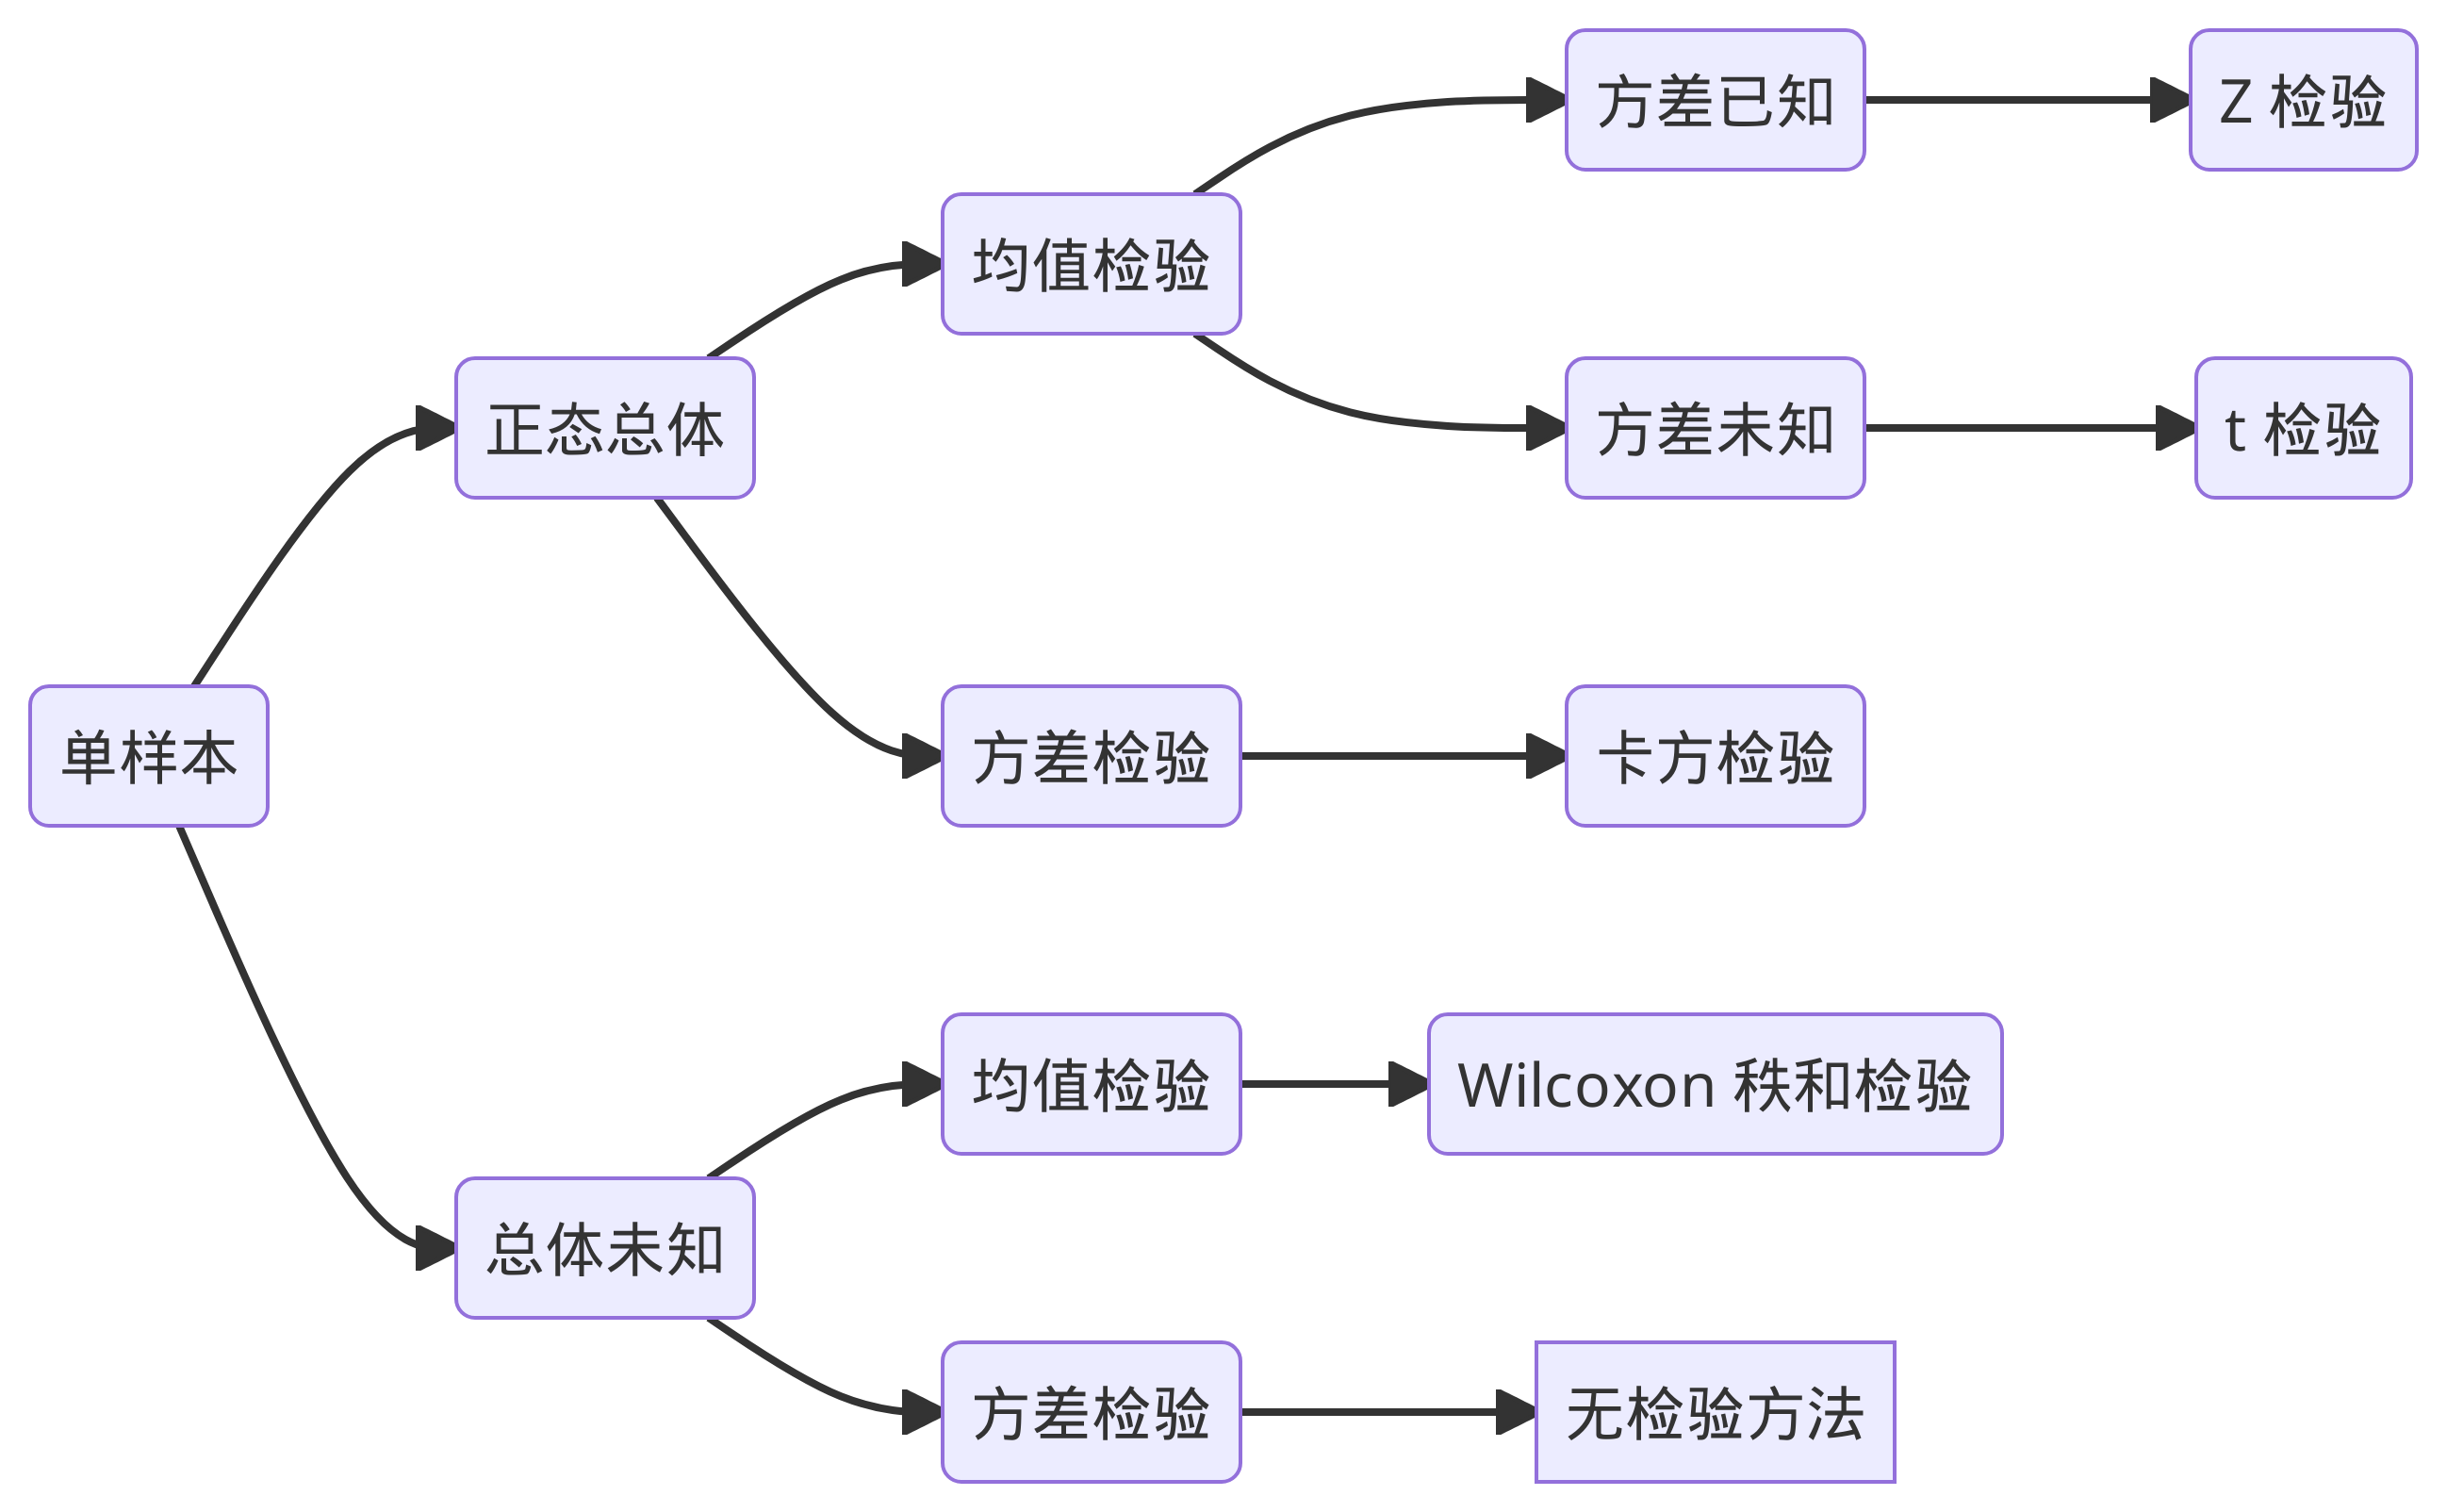 方差已知
Z 检验
均值检验
正态总体
方差未知
t 检验
单样本
方差检验
卡方检验
均值检验
Wilcoxon 秩和检验
总体未知
方差检验
无检验方法